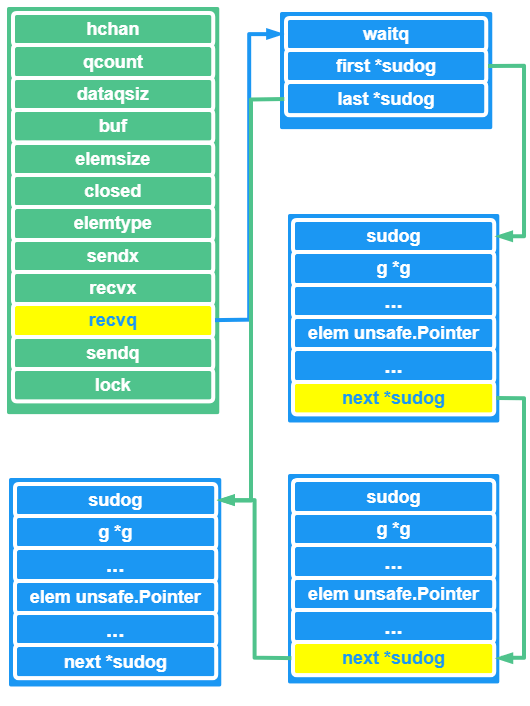 hchan
qcount
dataqsiz
buf
elemsize
closed
elemtype
sendx
recvx
recvq
sendq
lock
waitq
first *sudog
last *sudog
sudog
g *g
...
elem unsafe.Pointer
...
next *sudog
sudog
g *g
...
elem unsafe.Pointer
...
next *sudog
sudog
g *g
...
elem unsafe.Pointer
...
next *sudog